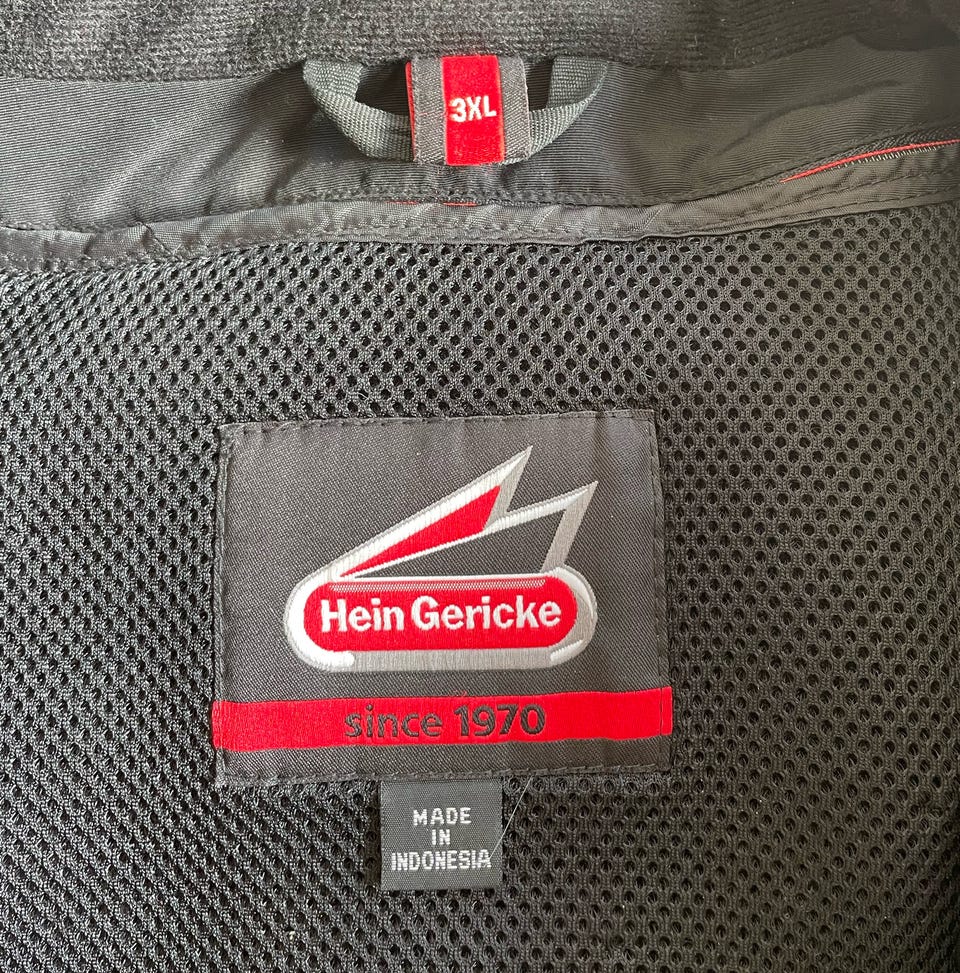 3XL
Hein Gericke
since 1970
MADE
IN
INDONESIA